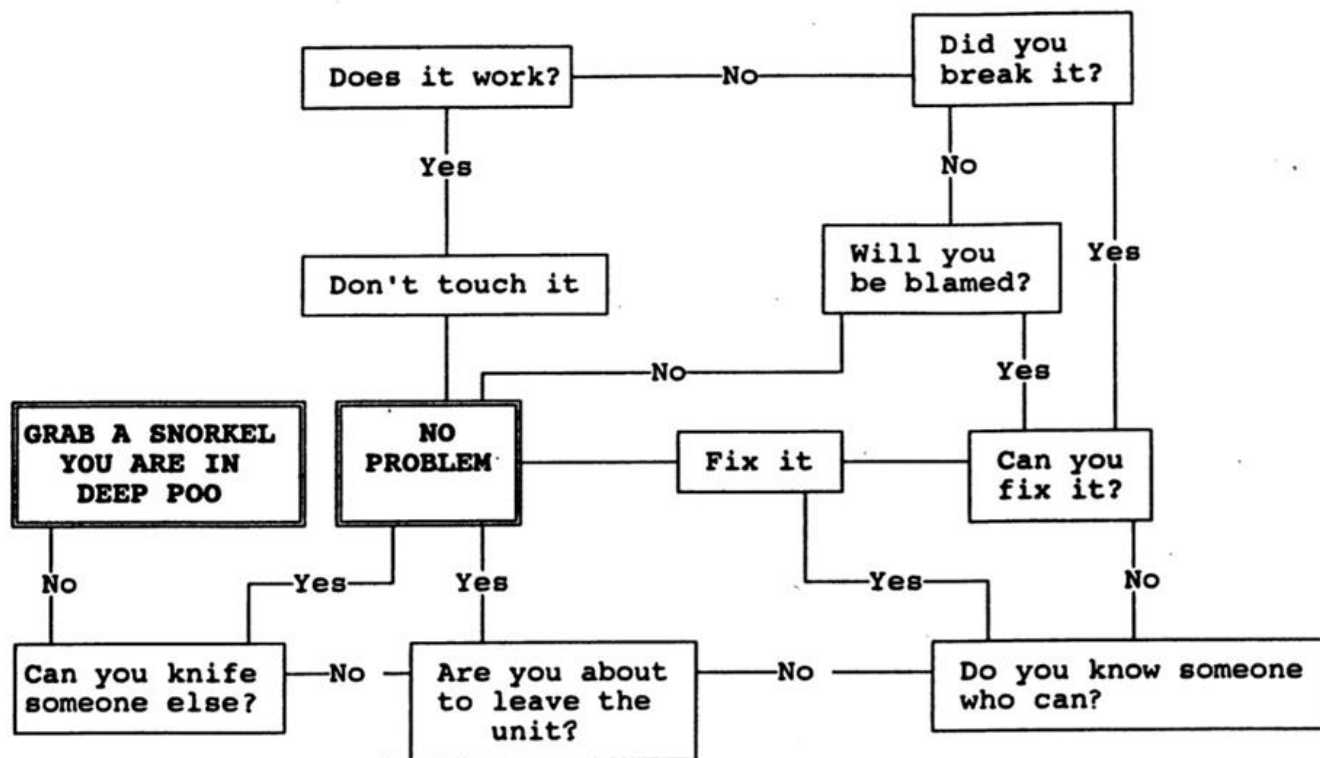 Does it work?
No
Did you
break it?
Yes
No
Will you
be blamed?
Yes
Don't touch it
No
Yes
GRAB A SNORKEL
YOU ARE IN
DEEP POO
NO
PROBLEM
Fix it
Can you
fix it?
No
Yes
Yes
Yes
No
Can you knife
someone else?
No
Are you about
to leave the
unit?
No
Do you know someone
who can?